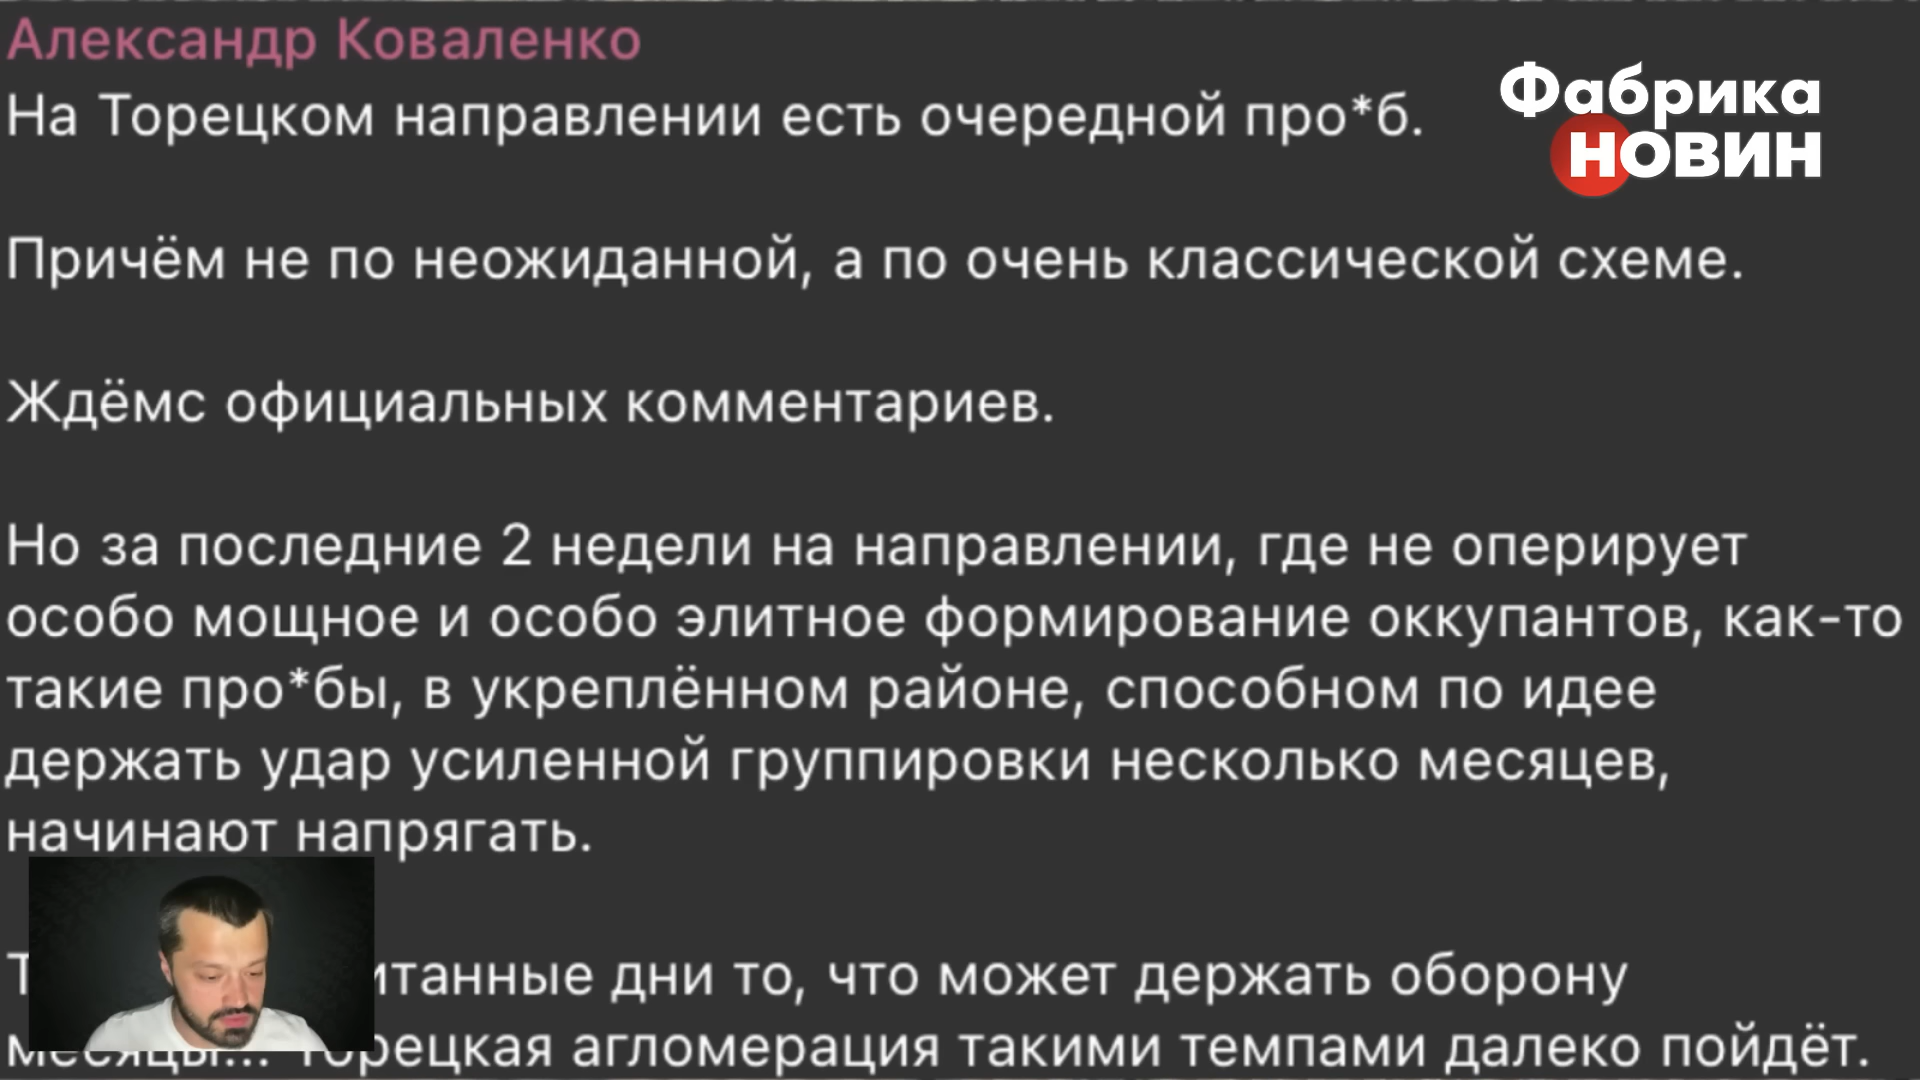 Александр Коваленко
Фабрика
новин
На Торецком направлении есть очередной про*б.
Причём не по неожиданной, а по очень классической схеме.
Ждёмс официальных комментариев.
Но за последние 2 недели на направлении, где не оперирует
особо мощное и особо элитное формирование оккупантов, как-то
такие про*бы, в укреплённом районе, способном по идее
держать удар усиленной группировки несколько месяцев,
начинают напрягать.
дни то, что может держать оборону
месяцы... Торецкая агломерация такими темпами далеко пойдёт.